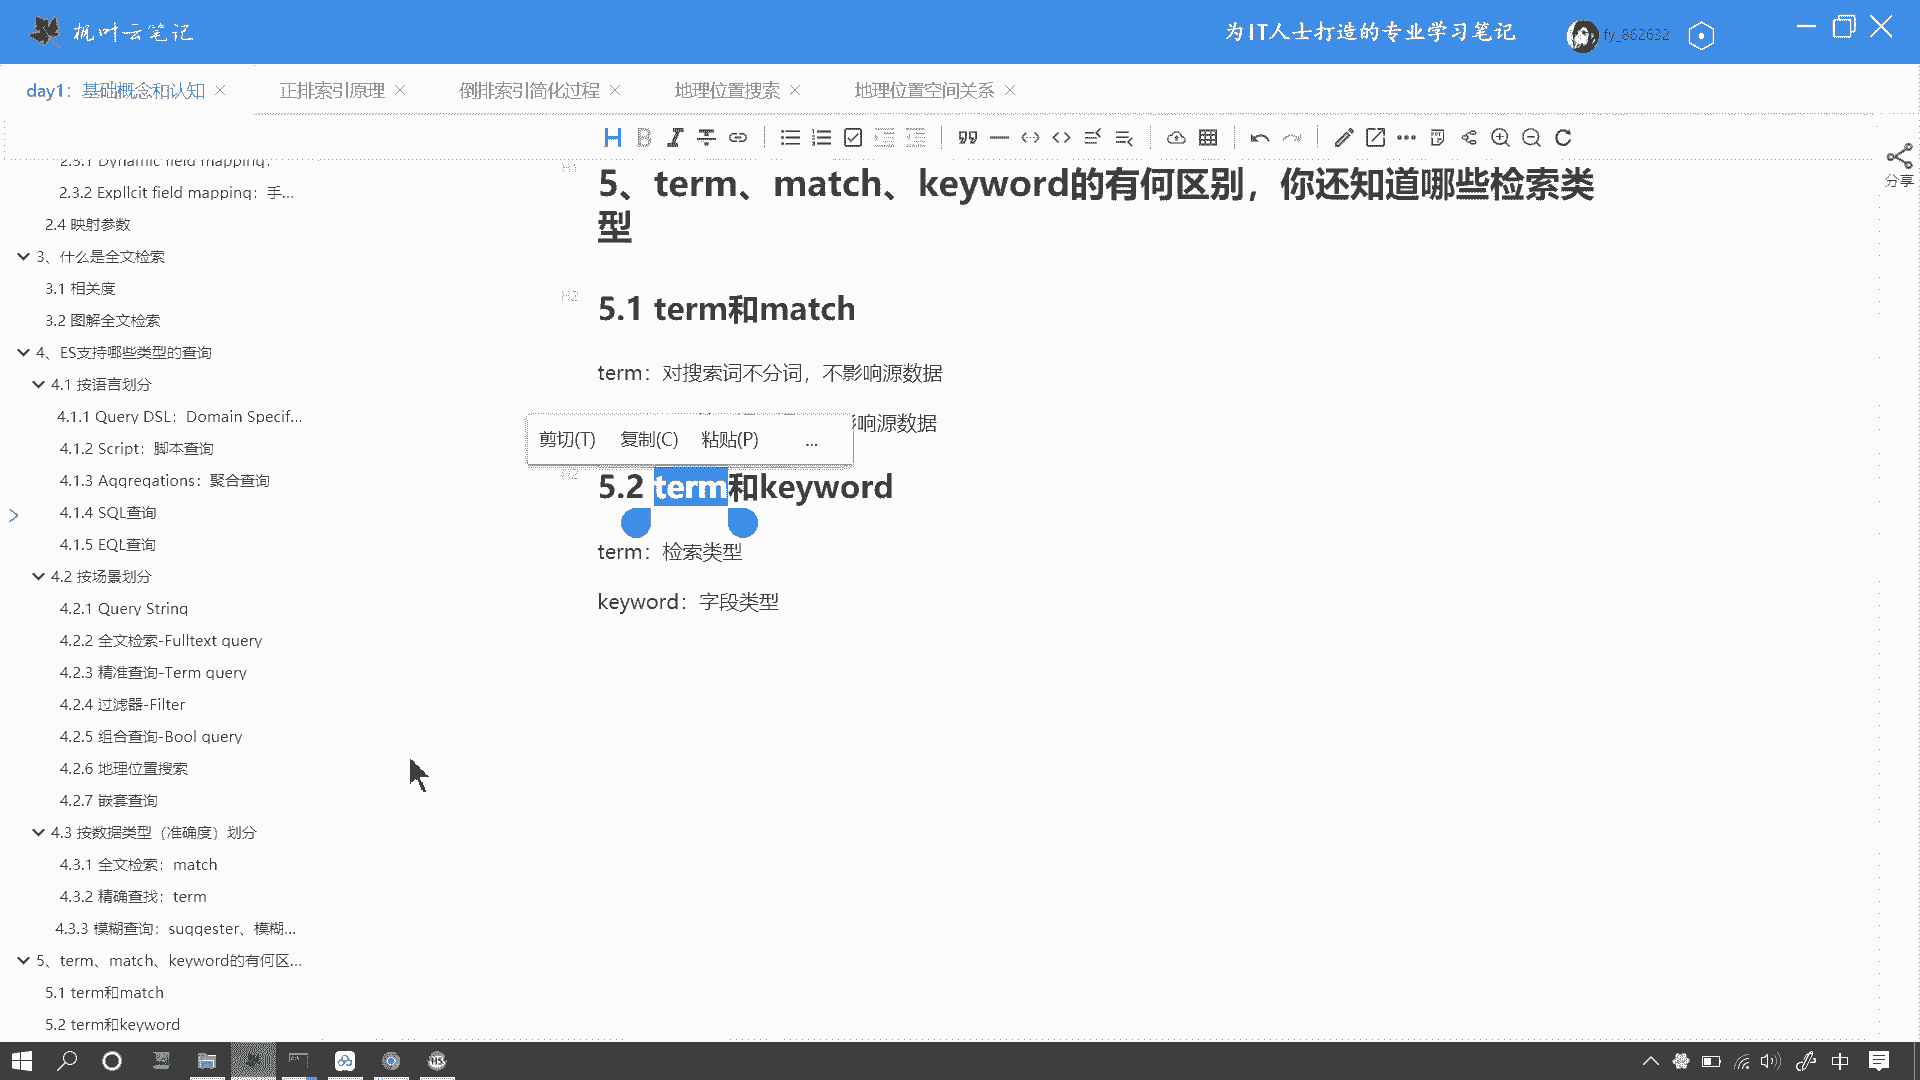 枫叶云笔记
为IT人士打造的专业学习笔记
fy_862632
day1：基础概念和认知
正排索引原理
倒排索引简化过程
地理位置搜索
地理位置空间关系
分享
2.3.1 Dynamic field mapping：
2.3.2 Expllcit field mapping：手...
2.4 映射参数
3、什么是全文检索
3.1 相关度
3.2 图解全文检索
4、ES支持哪些类型的查询
4.1 按语言划分
4.1.1 Query DSL：Domain Specif...
4.1.2 Script：脚本查询
4.1.3 Aggregations：聚合查询
4.1.4 SQL查询
4.1.5 EQL查询
4.2 按场景划分
4.2.1 Query String
4.2.2 全文检索-Fulltext query
4.2.3 精准查询-Term query
4.2.4 过滤器-Filter
4.2.5 组合查询-Bool query
4.2.6 地理位置搜索
4.2.7 嵌套查询
4.3 按数据类型（准确度）划分
4.3.1 全文检索：match
4.3.2 精确查找：term
4.3.3 模糊查询：suggester、模糊...
5、term、match、keyword的有何区...
5.1 term和match
5.2 term和keyword
H1
5、term、match、keyword的有何区别，你还知道哪些检索类
型
H2
5.1 term和match
term：对搜索词不分词，不影响源数据
影响源数据
剪切(T) 复制(C) 粘贴(P) ...
H2
5.2 term和keyword
term：检索类型
keyword：字段类型
中